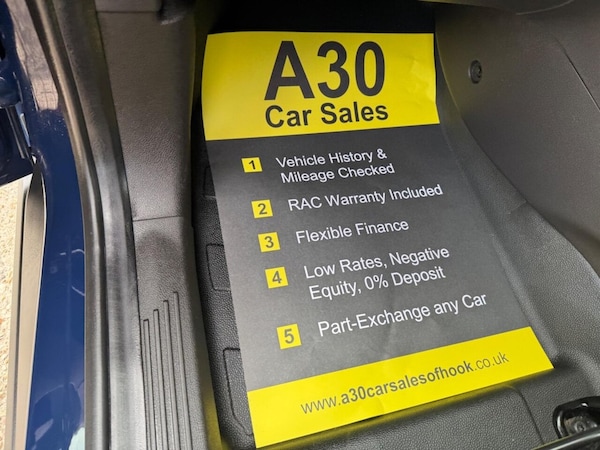 A30
Car Sales
1 Vehicle History &
Mileage Checked
2 RAC Warranty Included
3 Flexible Finance
4 Low Rates, Negative
Equity, 0% Deposit
5 Part-Exchange any Car
www.a30carsalesofhook.co.uk